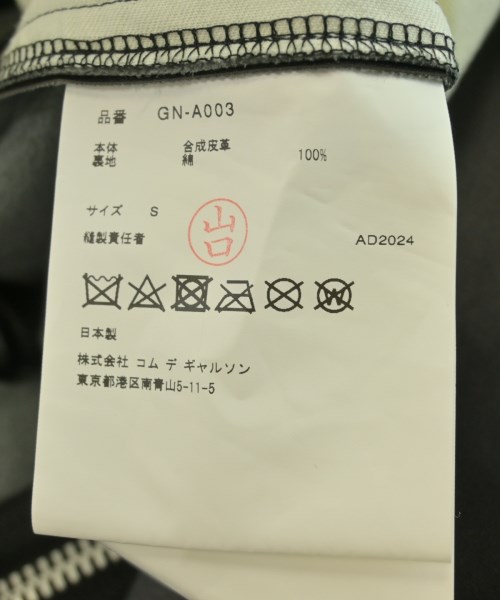 品番 GN-A003
本体 合成皮革
裏地 綿 100%
サイズ S
山口
縫製責任者 AD2024
W
日本製
株式会社 コム デ ギャルソン
東京都港区南青山5-11-5